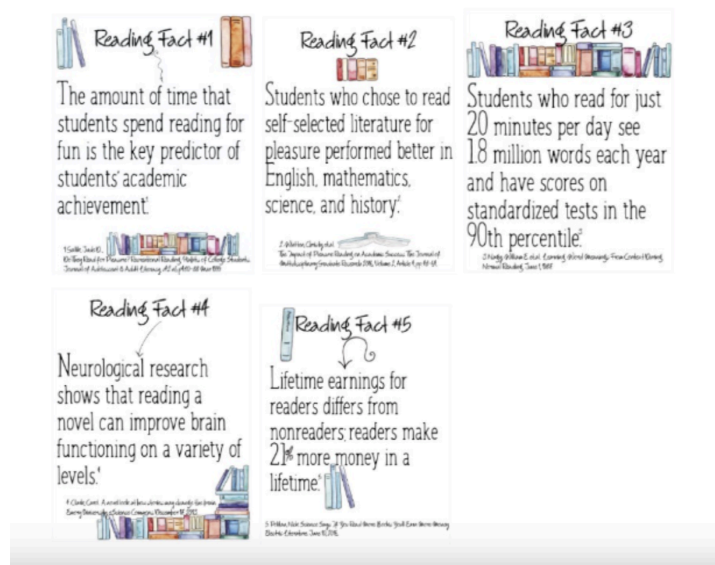 Reading Fact #1
The amount of time that
students spend reading for
fun is the key predictor of
students' academic
achievement.¹
Reading Fact #2
Students who chose to read
self-selected literature for
pleasure performed better in
English, mathematics,
science, and history.²
Reading Fact #3
Students who read for just
20 minutes per day see
1.8 million words each year
and have scores on
standardized tests in the
90th percentile.³
Reading Fact #4
Neurological research
shows that reading a
novel can improve brain
functioning on a variety of
levels.⁴
Reading Fact #5
Lifetime earnings for
readers differs from
nonreaders; readers make
21% more money in a
lifetime.⁵